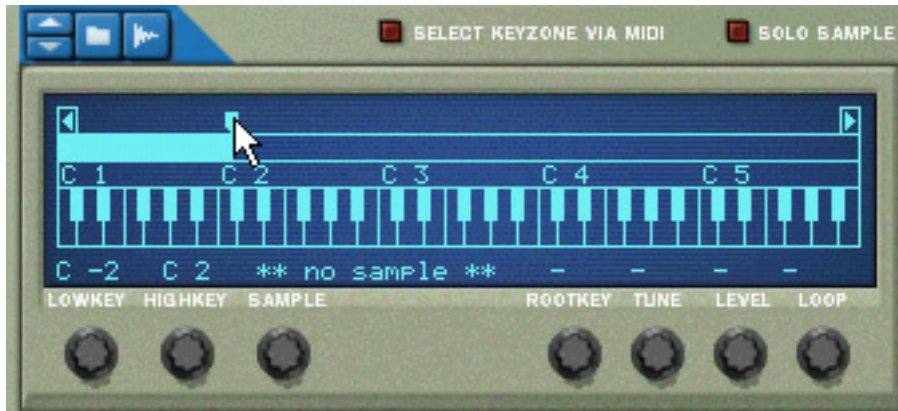 SELECT KEYZONE VIA MIDI SOLO SAMPLE
C 1 C 2 C 3 C 4 C 5
C -2 C 2 ** no sample ** - - - -
LOWKEY HIGHKEY SAMPLE ROOTKEY TUNE LEVEL LOOP